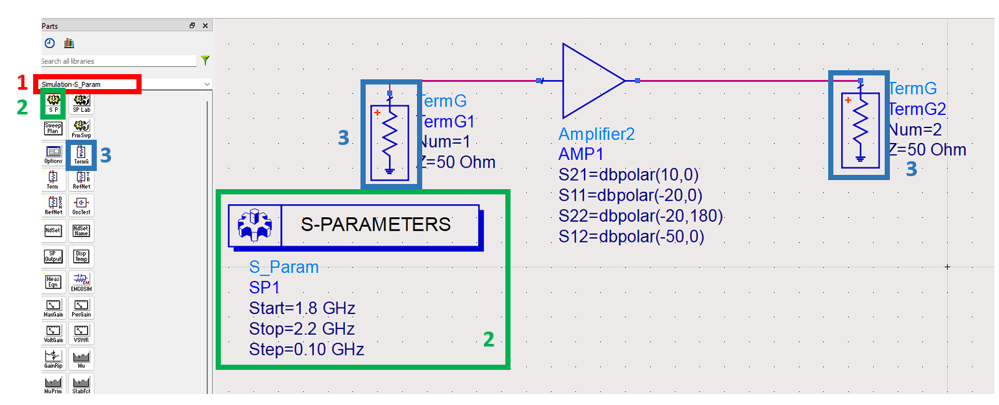 Parts
Search all libraries
1
Simulation-S_Param
2
S P
SP Lab
Sweep Plan
PrmSwp
Options
TermG
3
Term
RefNet
RefNet
OscTest
NdSet
NdSet Name
SP Output
Disp Temp
Meas Eqn
EMCOSIM
MaxGain
PwrGain
VoltGain
VSWR
GainRip
Mu
MuPrim
StabFct
3
TermG
TermG1
Num=1
Z=50 Ohm
Amplifier2
AMP1
S21=dbpolar(10,0)
S11=dbpolar(-20,0)
S22=dbpolar(-20,180)
S12=dbpolar(-50,0)
TermG
TermG2
Num=2
Z=50 Ohm
3
S-PARAMETERS
S_Param
SP1
Start=1.8 GHz
Stop=2.2 GHz
Step=0.10 GHz
2